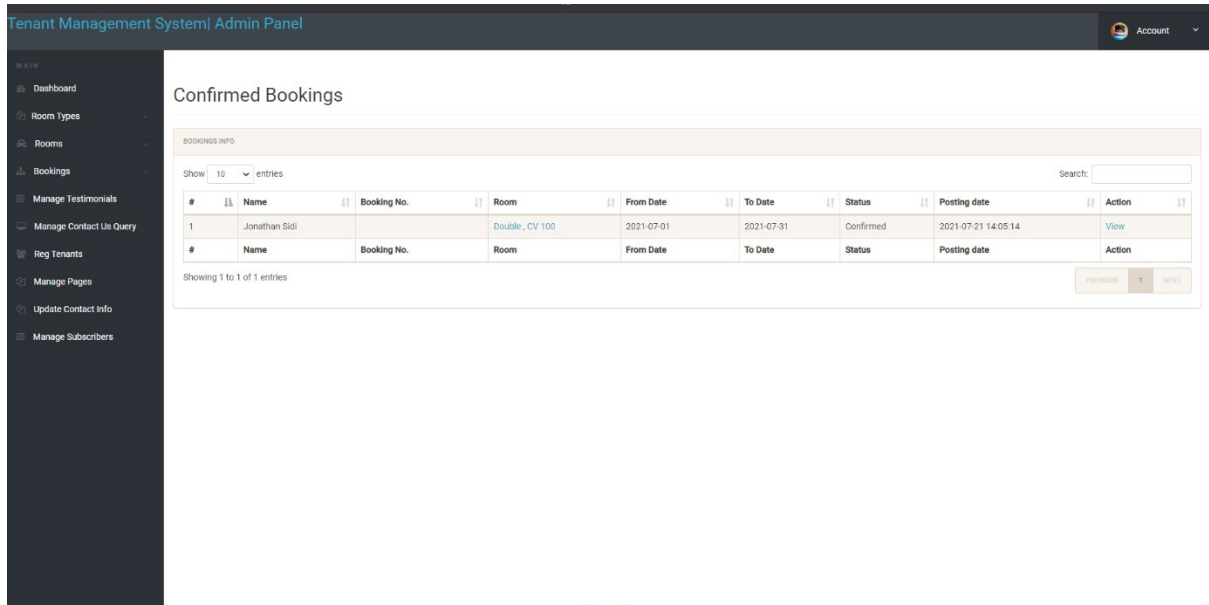 Tenant Management System| Admin Panel
Account
MAIN
Dashboard
Room Types
Rooms
Bookings
Manage Testimonials
Manage Contact Us Query
Reg Tenants
Manage Pages
Update Contact Info
Manage Subscribers
Confirmed Bookings
BOOKINGS INFO
Show 10 entries Search:
# Name Booking No. Room From Date To Date Status Posting date Action
1 Jonathan Sidi Double , CV 100 2021-07-01 2021-07-31 Confirmed 2021-07-21 14:05:14 View
# Name Booking No. Room From Date To Date Status Posting date Action
Showing 1 to 1 of 1 entries PREVIOUS 1 NEXT